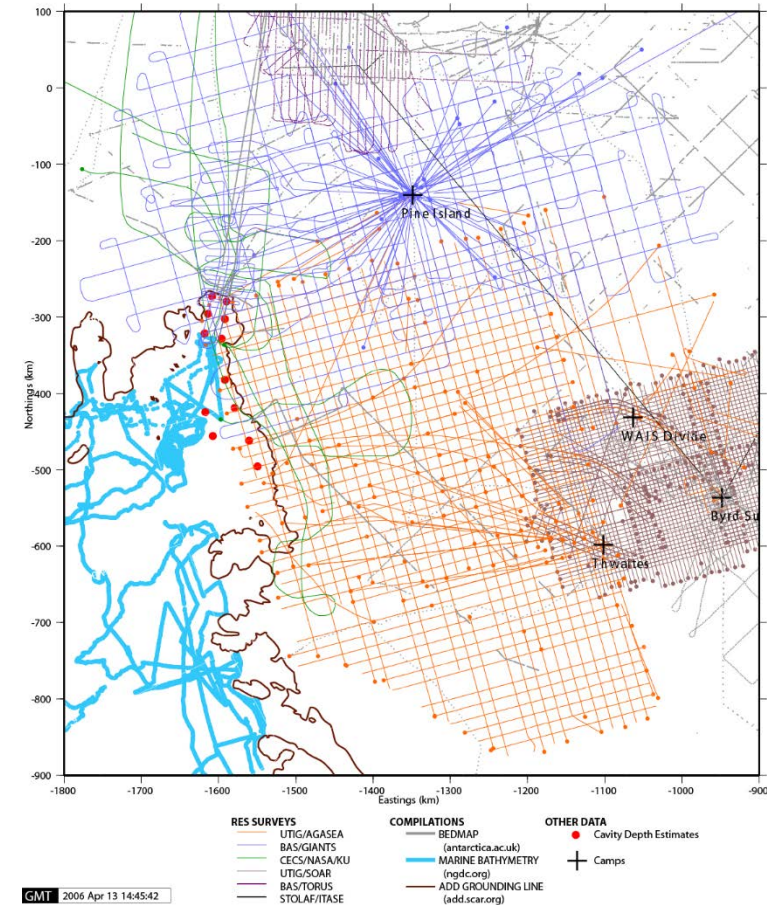 100
0
-100
-200
-300
-400
-500
-600
-700
-800
-900
Northings (km)
Pine Island
WAIS Divide
Byrd Su
Thwaites
-1800 -1700 -1600 -1500 -1400 -1300 -1200 -1100 -1000 -900
Eastings (km)
RES SURVEYS
UTIG/AGASEA
BAS/GIANTS
CECS/NASA/KU
UTIG/SOAR
BAS/TORUS
STOLAF/ITASE
COMPILATIONS
BEDMAP
(antarctica.ac.uk)
MARINE BATHYMETRY
(ngdc.org)
ADD GROUNDING LINE
(add.scar.org)
OTHER DATA
Cavity Depth Estimates
Camps
GMT 2006 Apr 13 14:45:42